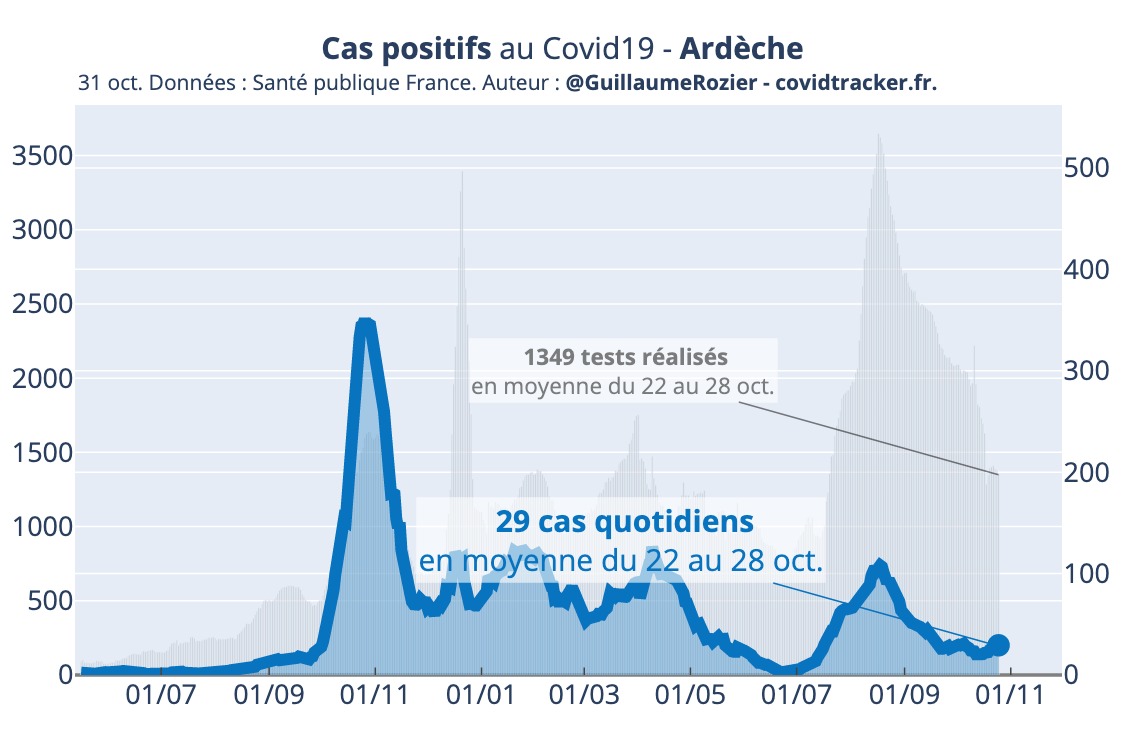 Cas positifs au Covid19 - Ardèche
31 oct. Données : Santé publique France. Auteur : @GuillaumeRozier - covidtracker.fr.
3500
3000
2500
2000
1500
1000
500
0
500
400
300
200
100
0
1349 tests réalisés
en moyenne du 22 au 28 oct.
29 cas quotidiens
en moyenne du 22 au 28 oct.
01/07 01/09 01/11 01/01 01/03 01/05 01/07 01/09 01/11